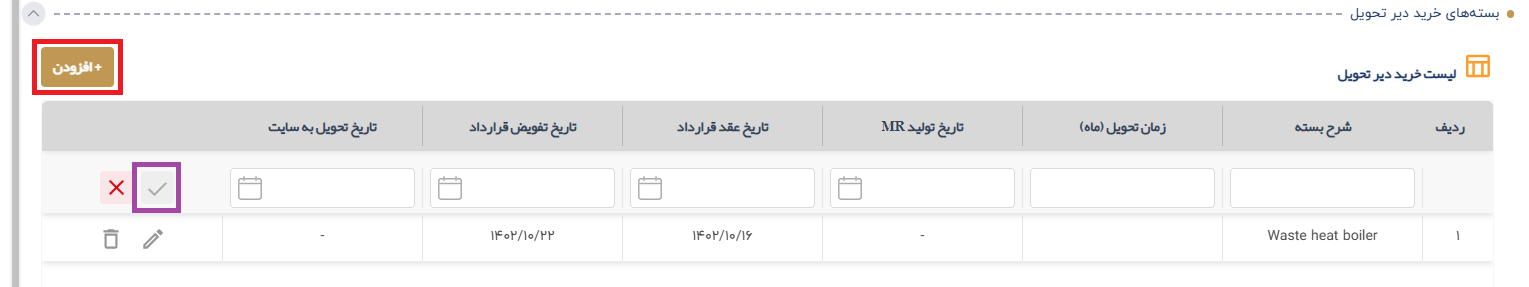 بسته‌های خرید دیر تحویل
لیست خرید دیر تحویل
+ افزودن
ردیف شرح بسته زمان تحویل (ماه) تاریخ تولید MR تاریخ عقد قرارداد تاریخ تفویض قرارداد تاریخ تحویل به سایت
۱ Waste heat boiler - ۱۴۰۲/۱۰/۱۶ ۱۴۰۲/۱۰/۲۲ -